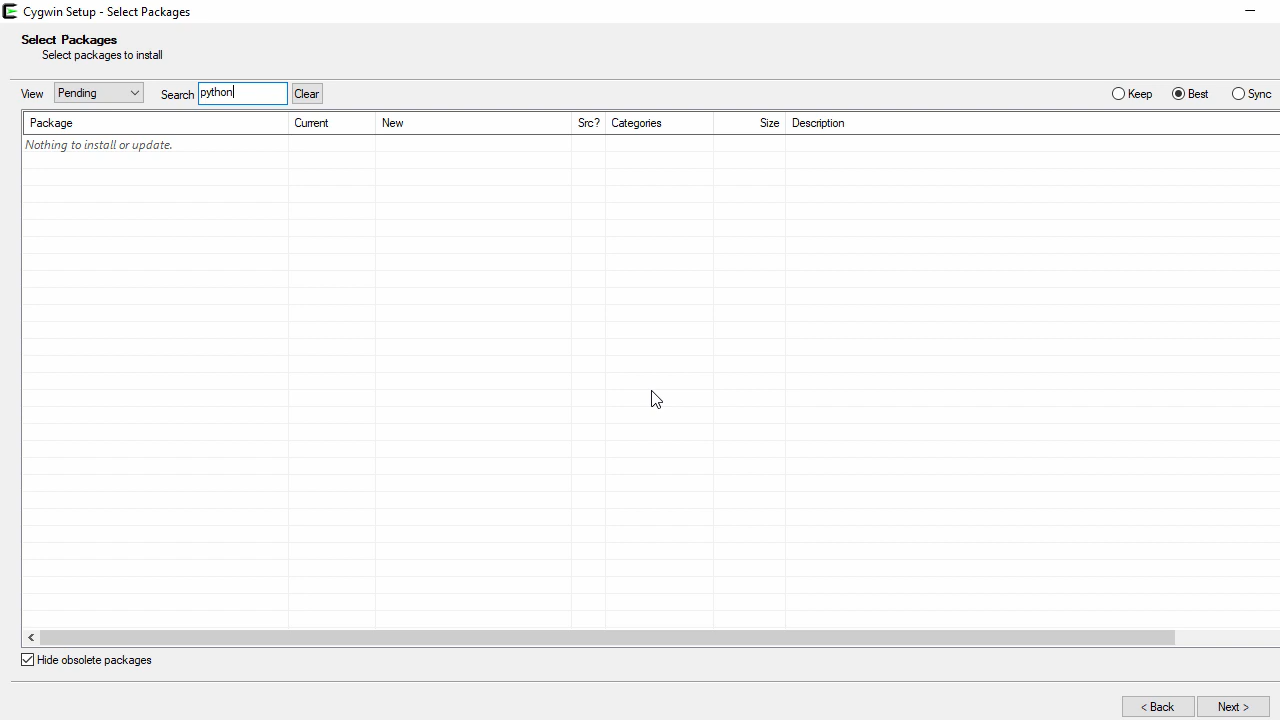 Cygwin Setup - Select Packages
Select Packages
Select packages to install
View Pending Search python Clear Keep Best Sync
Package Current New Src? Categories Size Description
Nothing to install or update.
Hide obsolete packages
< Back Next >